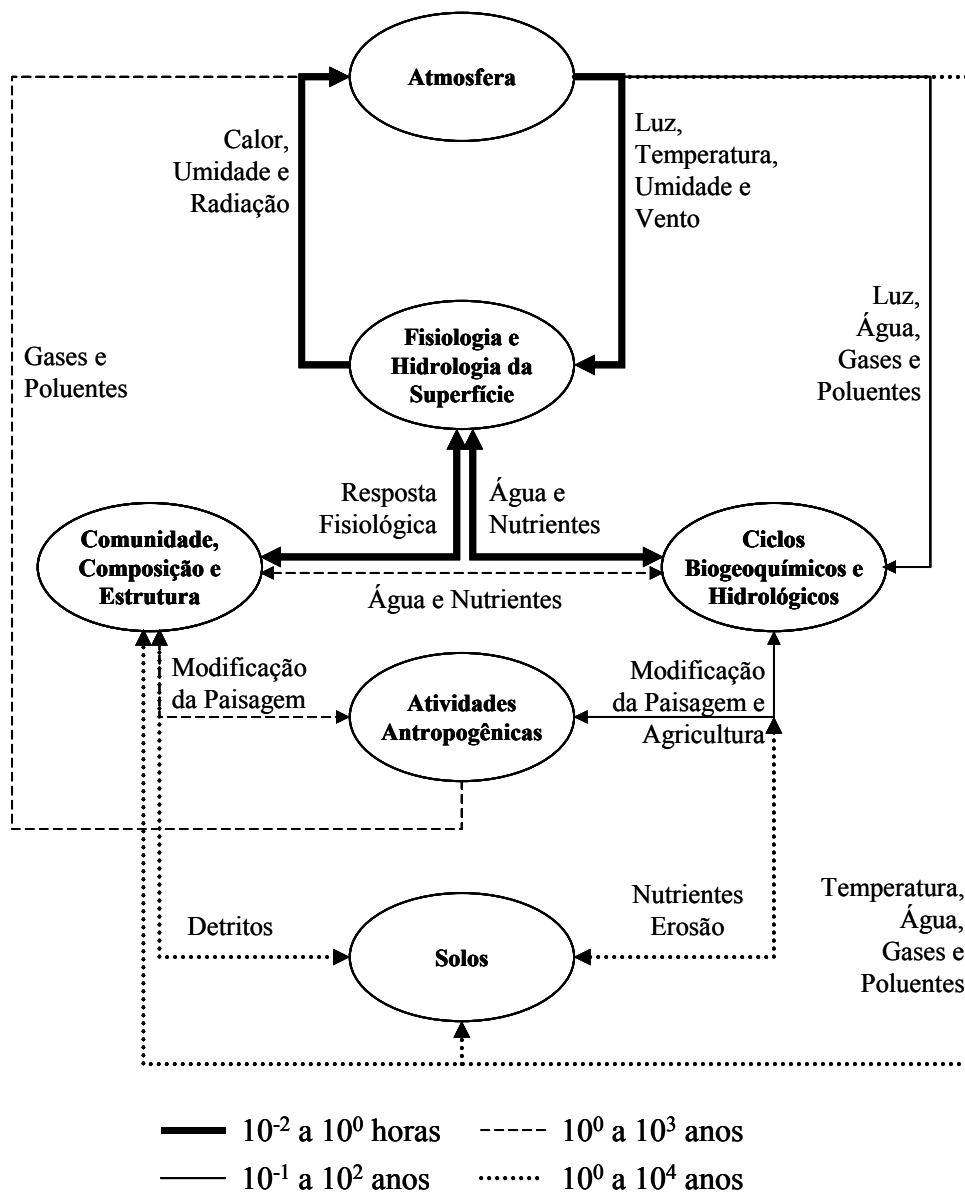 Atmosfera
Calor,
Umidade e
Radiação
Luz,
Temperatura,
Umidade e
Vento
Luz,
Água,
Gases e
Poluentes
Gases e
Poluentes
Fisiologia e
Hidrologia da
Superfície
Resposta
Fisiológica
Água e
Nutrientes
Comunidade,
Composição e
Estrutura
Ciclos
Biogeoquímicos e
Hidrológicos
Água e Nutrientes
Modificação
da Paisagem
Atividades
Antropogênicas
Modificação
da Paisagem e
Agricultura
Detritos
Solos
Nutrientes
Erosão
Temperatura,
Água,
Gases e
Poluentes
10⁻² a 10⁰ horas
10⁰ a 10³ anos
10⁻¹ a 10² anos
10⁰ a 10⁴ anos